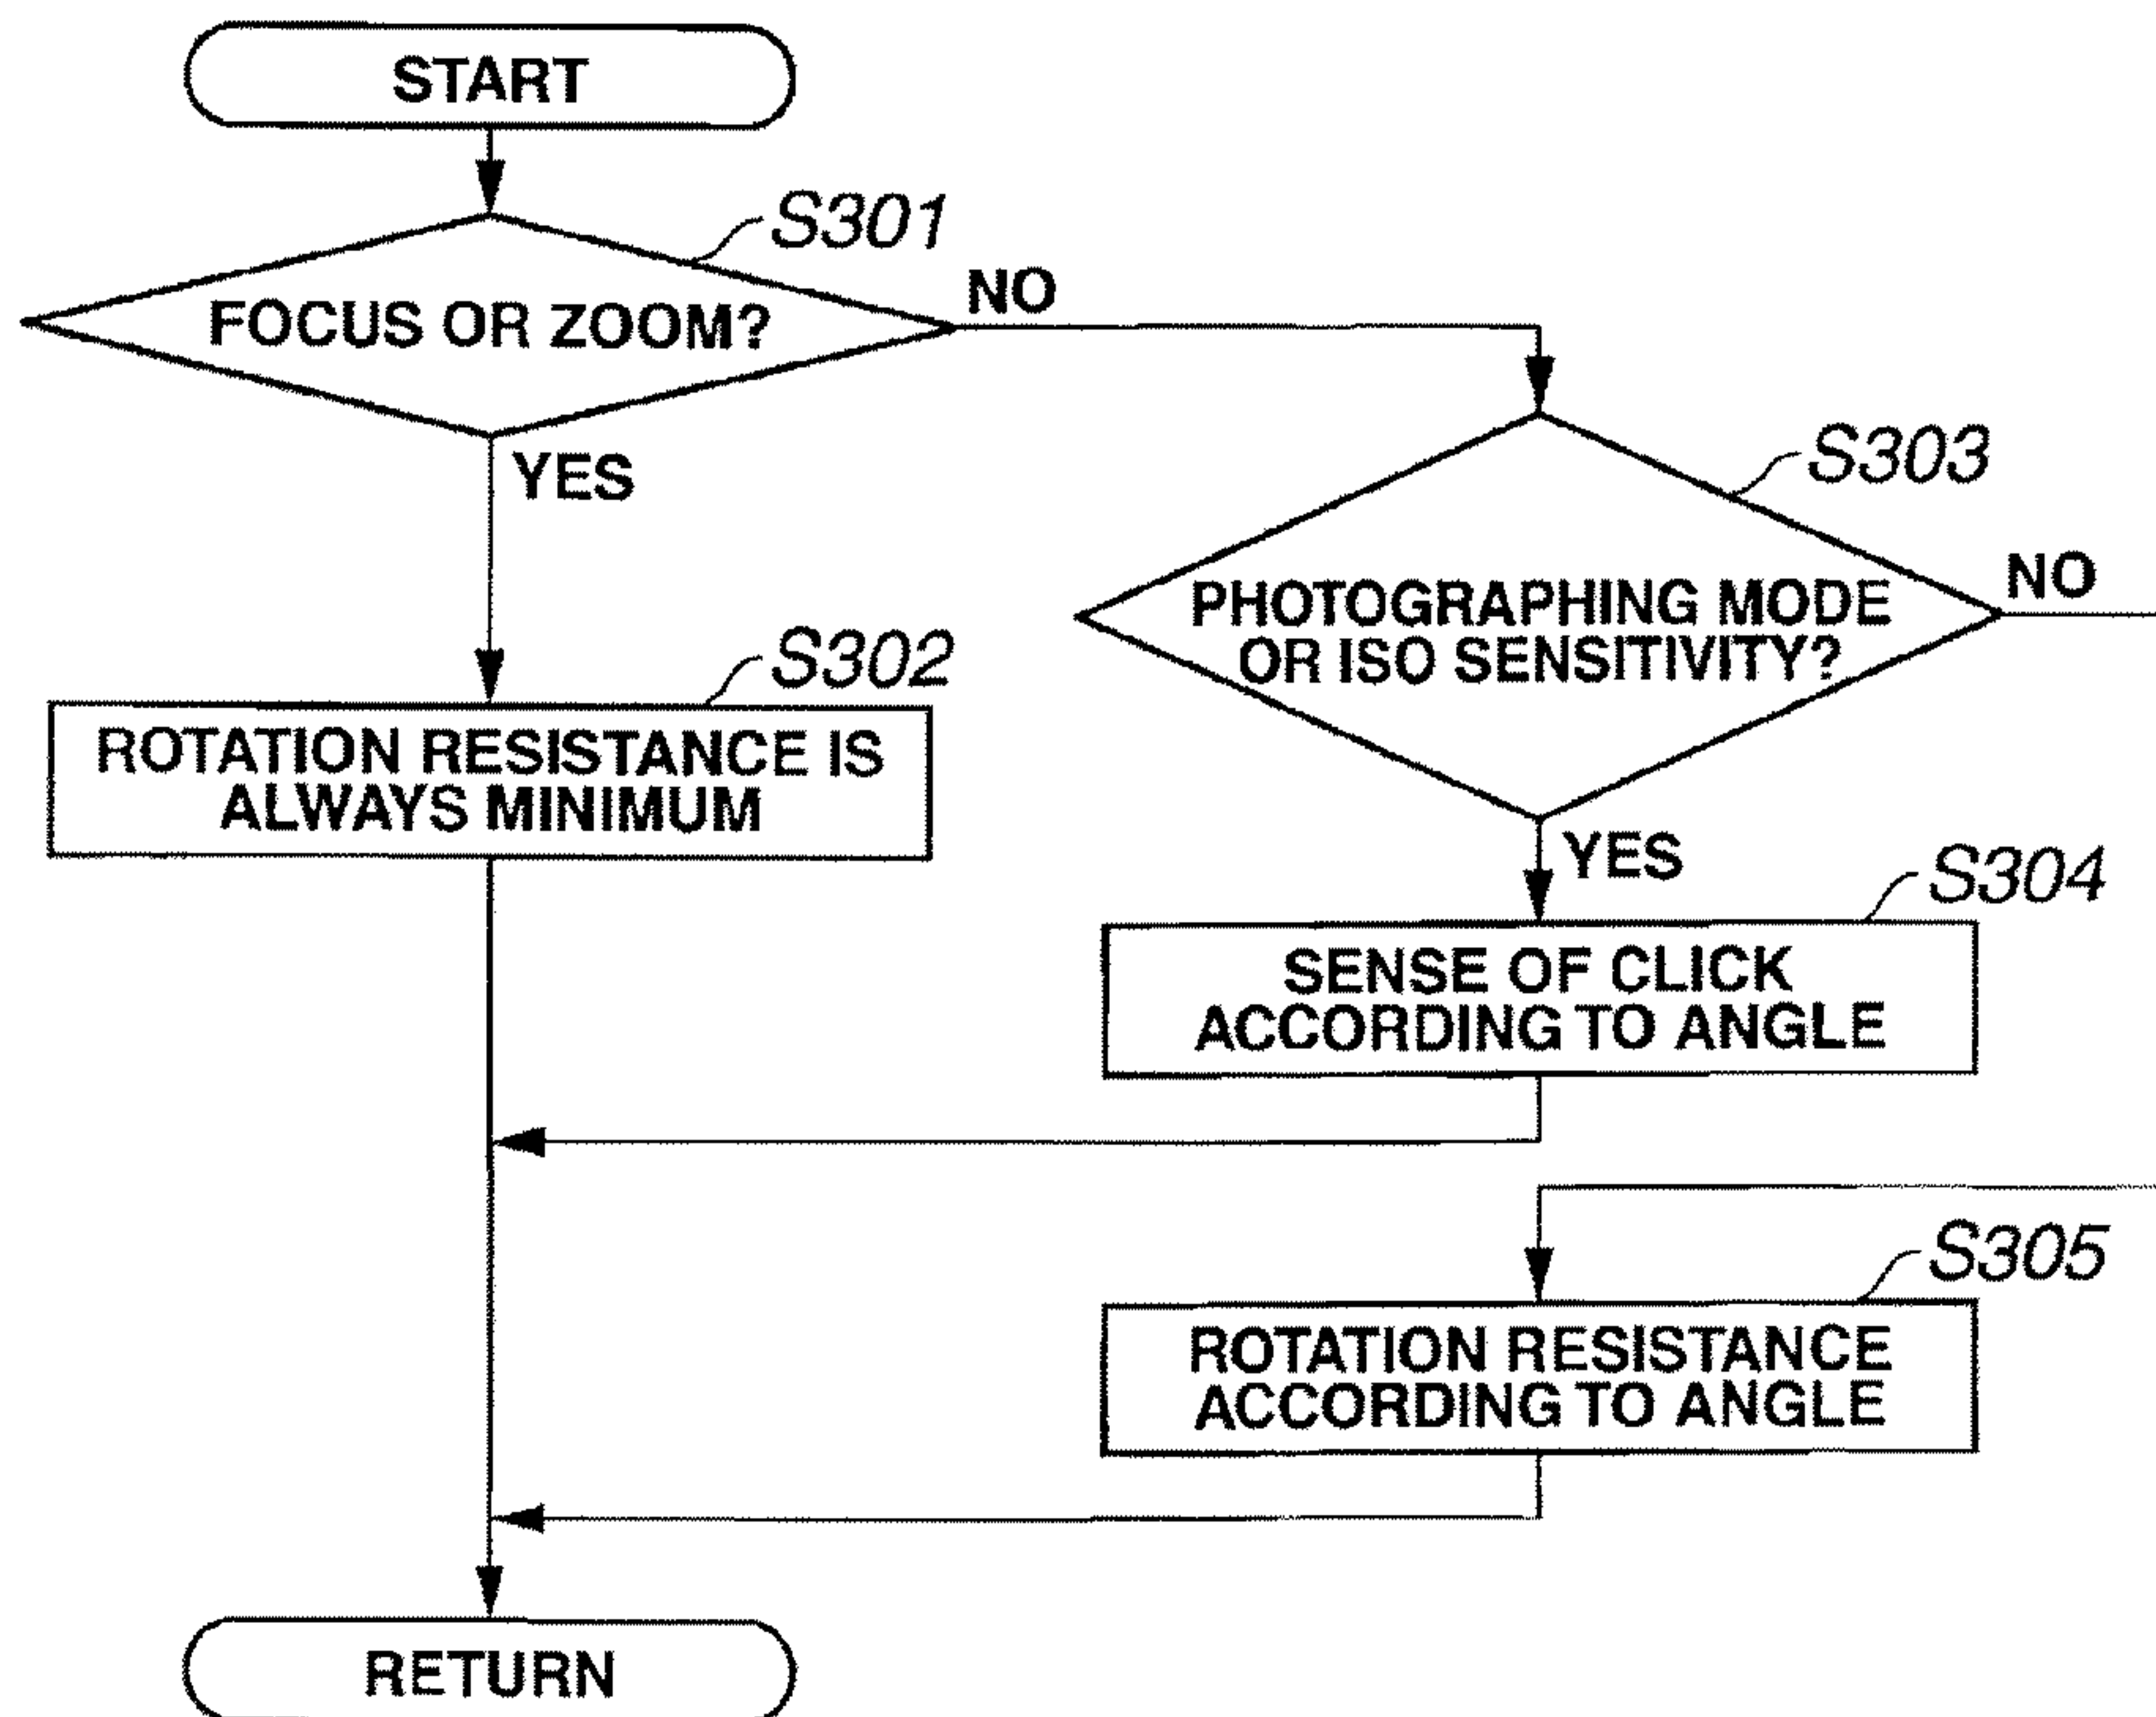 START
S301
FOCUS OR ZOOM?
NO
YES
S303
PHOTOGRAPHING MODE
OR ISO SENSITIVITY?
NO
YES
S302
ROTATION RESISTANCE IS
ALWAYS MINIMUM
S304
SENSE OF CLICK
ACCORDING TO ANGLE
S305
ROTATION RESISTANCE
ACCORDING TO ANGLE
RETURN